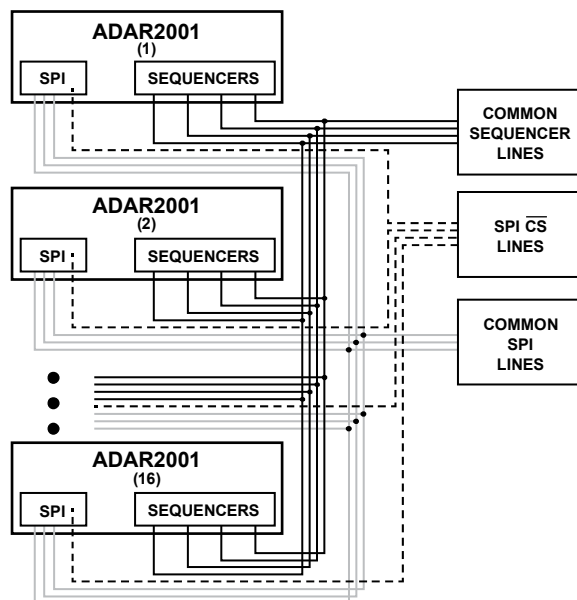 ADAR2001
(1)
SPI
SEQUENCERS
COMMON
SEQUENCER
LINES
ADAR2001
(2)
SPI
SEQUENCERS
SPI C̅S̅
LINES
COMMON
SPI
LINES
ADAR2001
(16)
SPI
SEQUENCERS